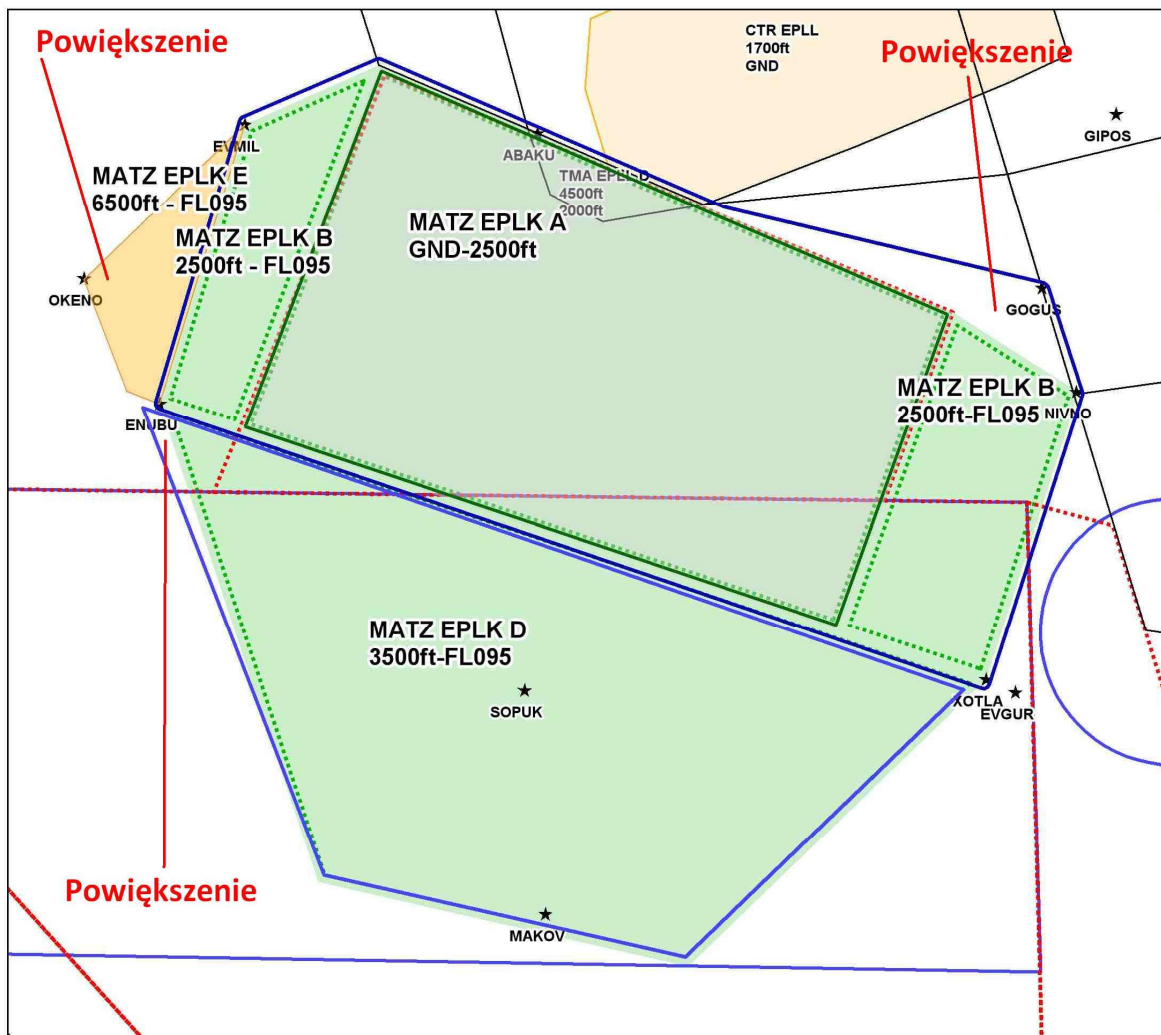 Powiększenie
CTR EPLL
1700ft
GND
Powiększenie
GIPOS
EVMIL
ABAKU
MATZ EPLK E
6500ft - FL095
TMA EPLL D
4500ft
2000ft
MATZ EPLK A
GND-2500ft
MATZ EPLK B
2500ft - FL095
OKENO
GOGUS
MATZ EPLK B
2500ft-FL095
NIVNO
ENUBU
MATZ EPLK D
3500ft-FL095
SOPUK
XOTLA
EVGUR
Powiększenie
MAKOV